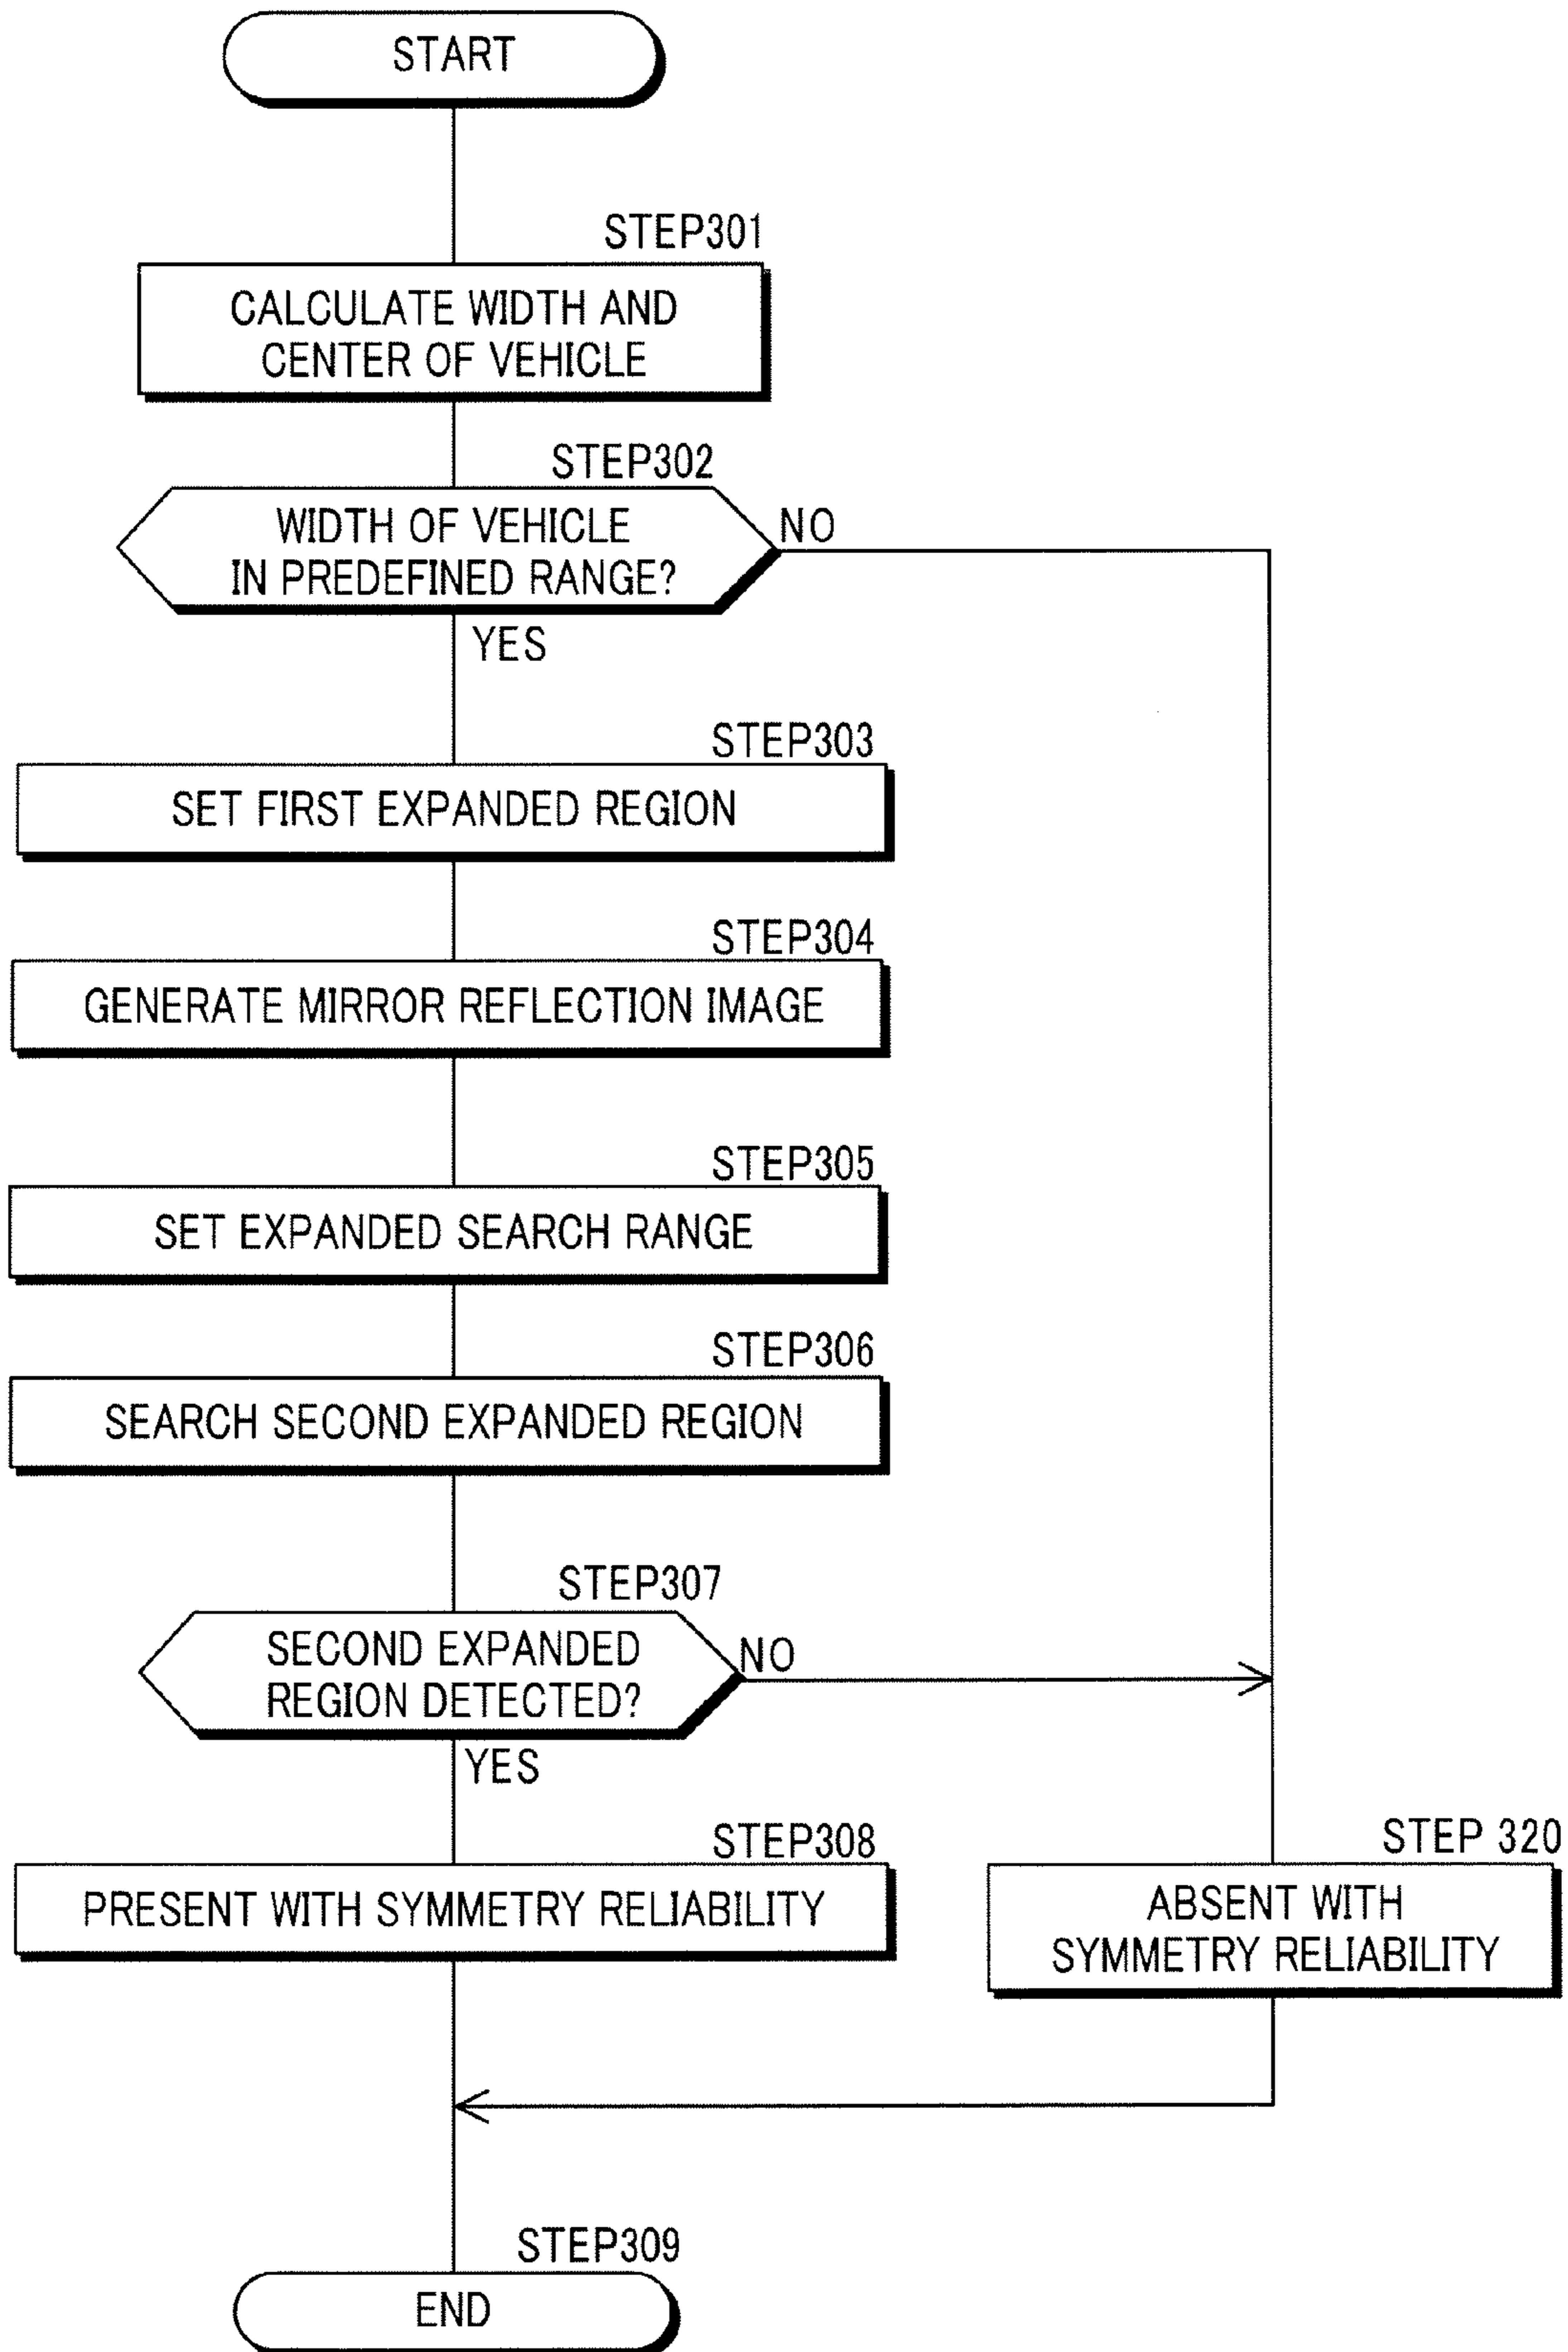 START
STEP301
CALCULATE WIDTH AND
CENTER OF VEHICLE
STEP302
WIDTH OF VEHICLE
IN PREDEFINED RANGE?
NO
YES
STEP303
SET FIRST EXPANDED REGION
STEP304
GENERATE MIRROR REFLECTION IMAGE
STEP305
SET EXPANDED SEARCH RANGE
STEP306
SEARCH SECOND EXPANDED REGION
STEP307
SECOND EXPANDED
REGION DETECTED?
NO
YES
STEP308
PRESENT WITH SYMMETRY RELIABILITY
STEP 320
ABSENT WITH
SYMMETRY RELIABILITY
STEP309
END